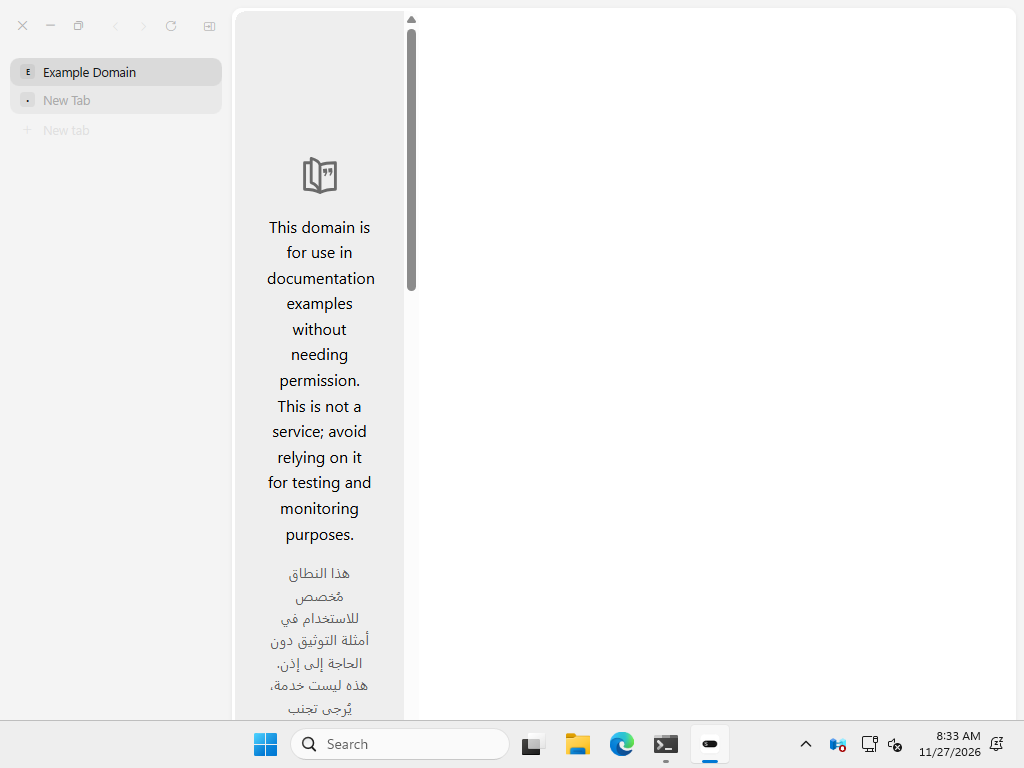 E Example Domain
New Tab
+ New tab
This domain is
for use in
documentation
examples
without
needing
permission.
This is not a
service; avoid
relying on it
for testing and
monitoring
purposes.
هذا النطاق
مُخصص
للاستخدام في
أمثلة التوثيق دون
الحاجة إلى إذن.
هذه ليست خدمة،
يُرجى تجنب
Search
8:33 AM
11/27/2026